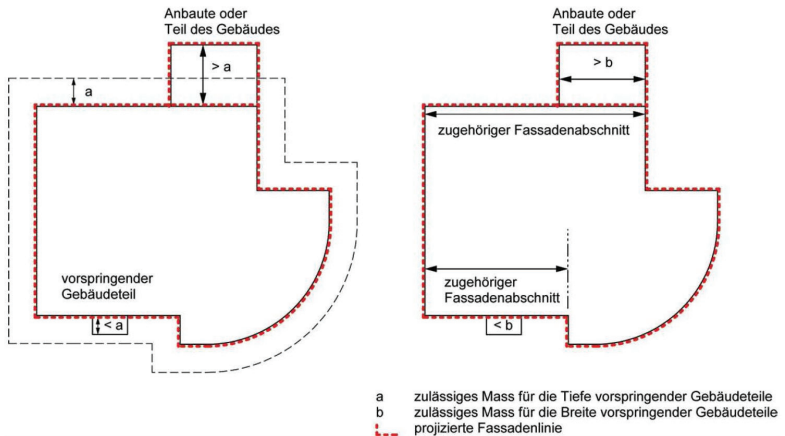 Anbaute oder
Teil des Gebäudes
> a
a
vorspringender
Gebäudeteil
< a
Anbaute oder
Teil des Gebäudes
> b
zugehöriger Fassadenabschnitt
zugehöriger
Fassadenabschnitt
< b
a zulässiges Mass für die Tiefe vorspringender Gebäudeteile
b zulässiges Mass für die Breite vorspringender Gebäudeteile
projizierte Fassadenlinie